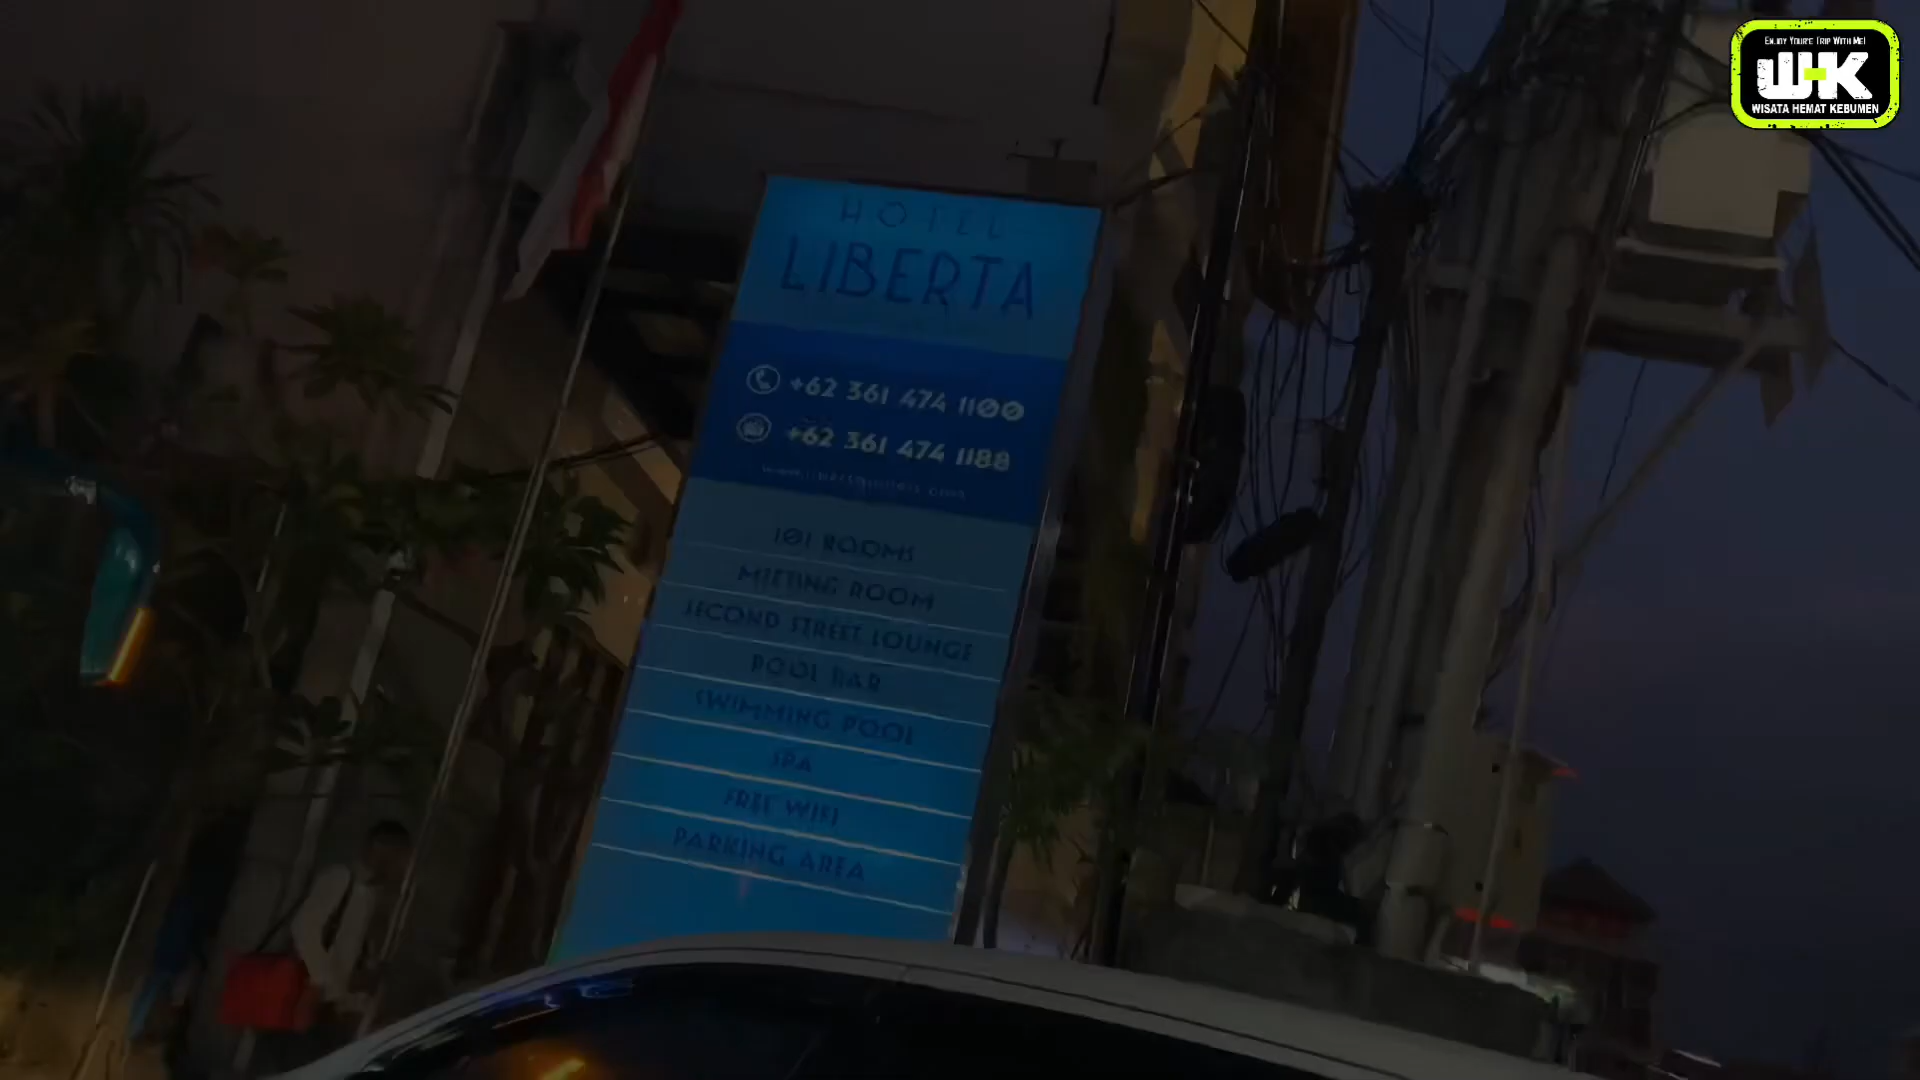 ENJOY YOUR'E TRIP WITH ME!
WHK
WISATA HEMAT KEBUMEN
HOTEL
LIBERTA
+62 361 474 1100
+62 361 474 1188
101 ROOMS
MEETING ROOM
SECOND STREET LOUNGE
POOL BAR
SWIMMING POOL
SPA
FREE WIFI
PARKING AREA